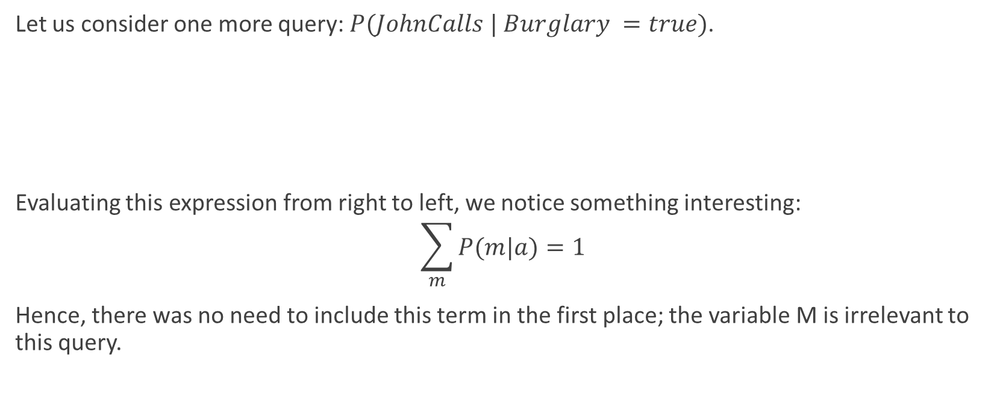 Let us consider one more query: P(JohnCalls | Burglary = true).
Evaluating this expression from right to left, we notice something interesting:
∑ P(m|a) = 1
m
Hence, there was no need to include this term in the first place; the variable M is irrelevant to
this query.